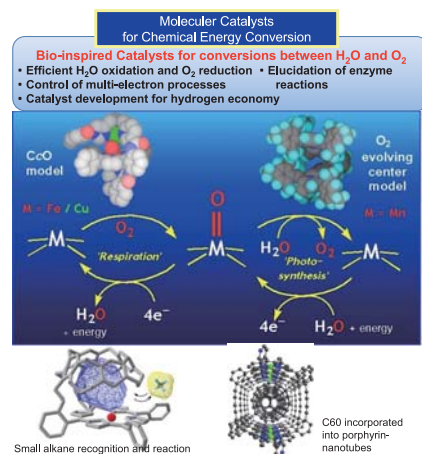 Moleculer Catalysts
for Chemical Energy Conversion
Bio-inspired Catalysts for conversions between H₂O and O₂
• Efficient H₂O oxidation and O₂ reduction • Elucidation of enzyme
• Control of multi-electron processes reactions
• Catalyst development for hydrogen economy
CcO
model
O₂
evolving
center
model
M = Fe / Cu
M = Mn
O
M
O₂
M
H₂O
O₂
M
'Respiration'
'Photo-
synthesis'
H₂O
+ energy
4e⁻
4e⁻
H₂O + energy
Small alkane recognition and reaction
C60 incorporated
into porphyrin-
nanotubes